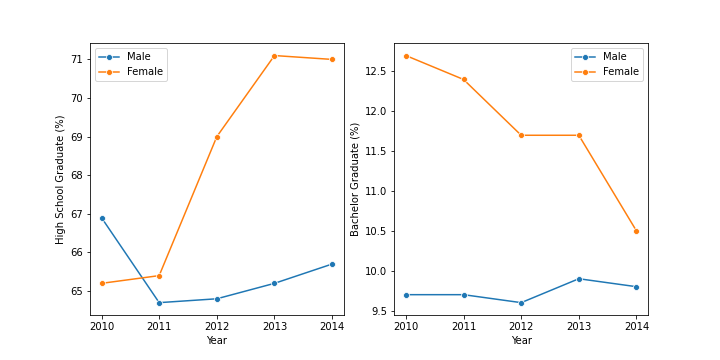 High School Graduate (%)
71
70
69
68
67
66
65
Male
Female
2010 2011 2012 2013 2014
Year
Bachelor Graduate (%)
12.5
12.0
11.5
11.0
10.5
10.0
9.5
Male
Female
2010 2011 2012 2013 2014
Year